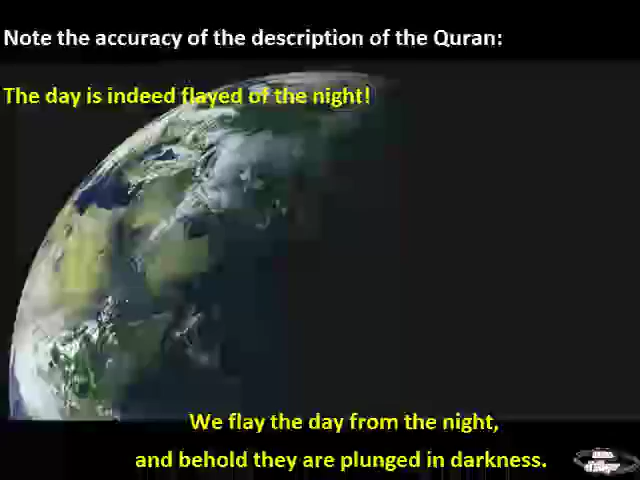 Note the accuracy of the description of the Quran:
The day is indeed flayed of the night!
We flay the day from the night,
and behold they are plunged in darkness.